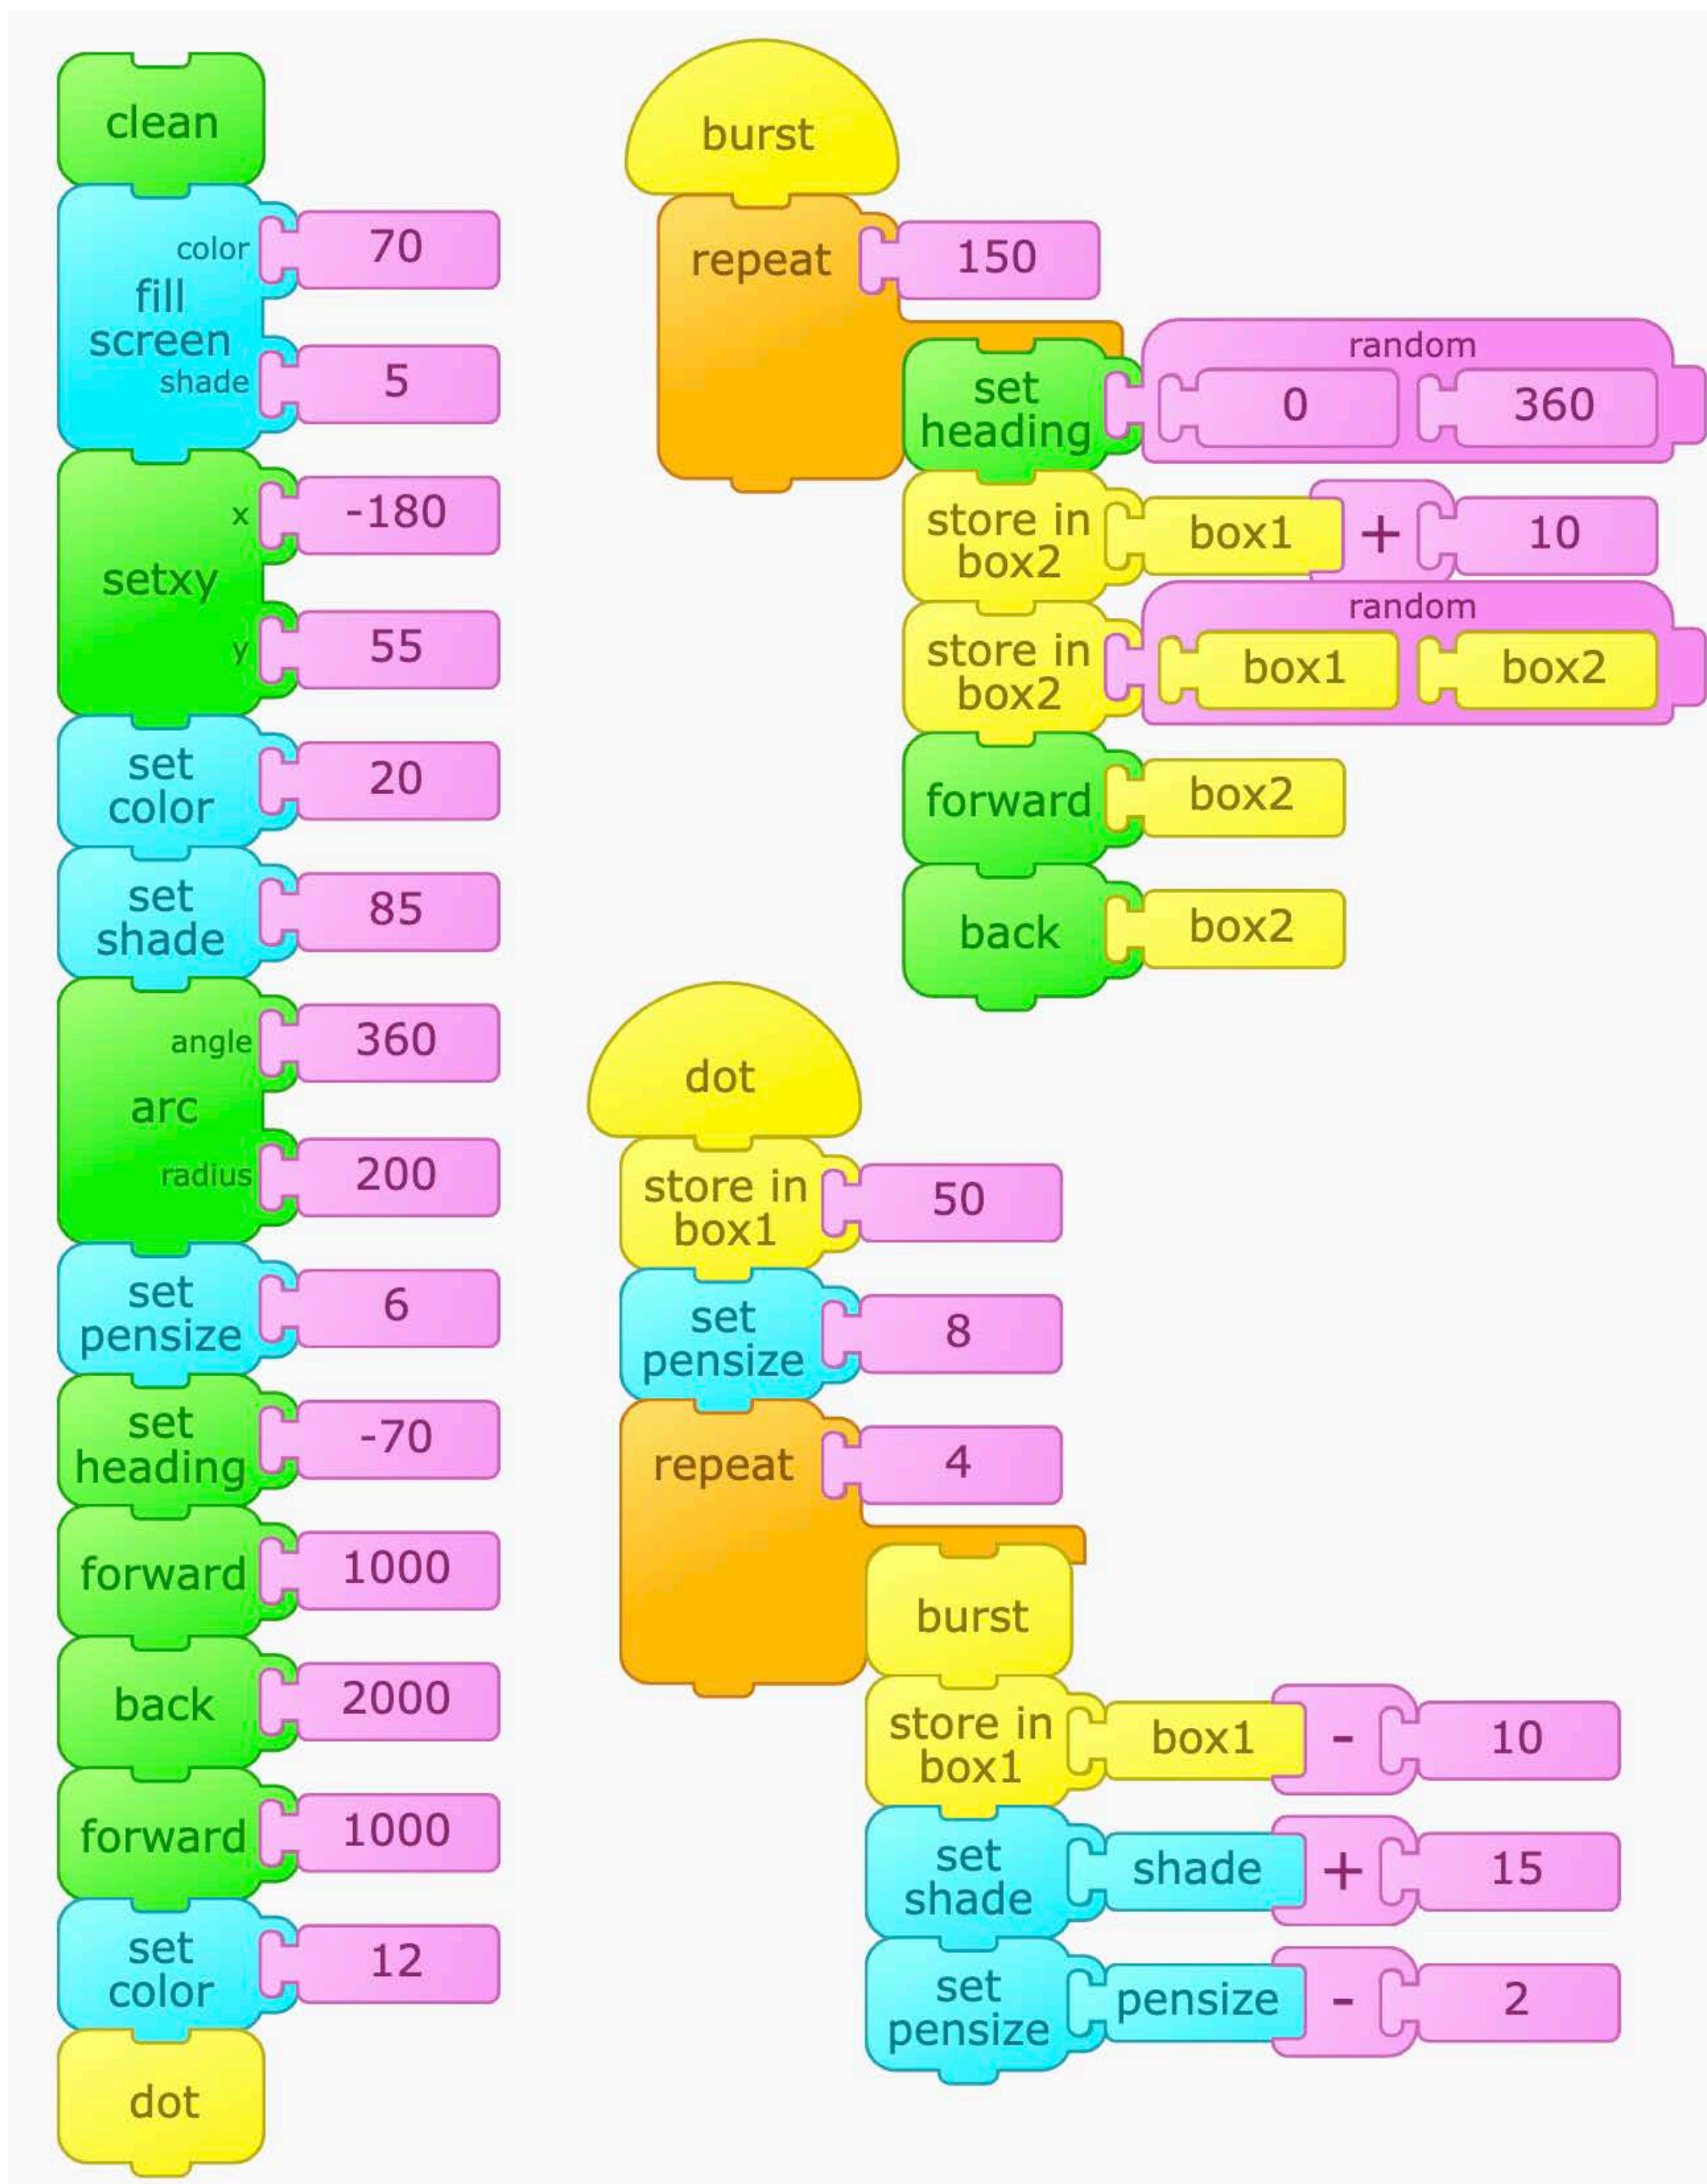 clean
color 70
fill
screen
shade 5
x -180
setxy
y 55
set
color 20
set
shade 85
angle 360
arc
radius 200
set
pensize 6
set
heading -70
forward 1000
back 2000
forward 1000
set
color 12
dot
burst
repeat 150
random
set
heading 0 360
store in
box2 box1 + 10
random
store in
box2 box1 box2
forward box2
back box2
dot
store in
box1 50
set
pensize 8
repeat 4
burst
store in
box1 box1 - 10
set
shade shade + 15
set
pensize pensize - 2